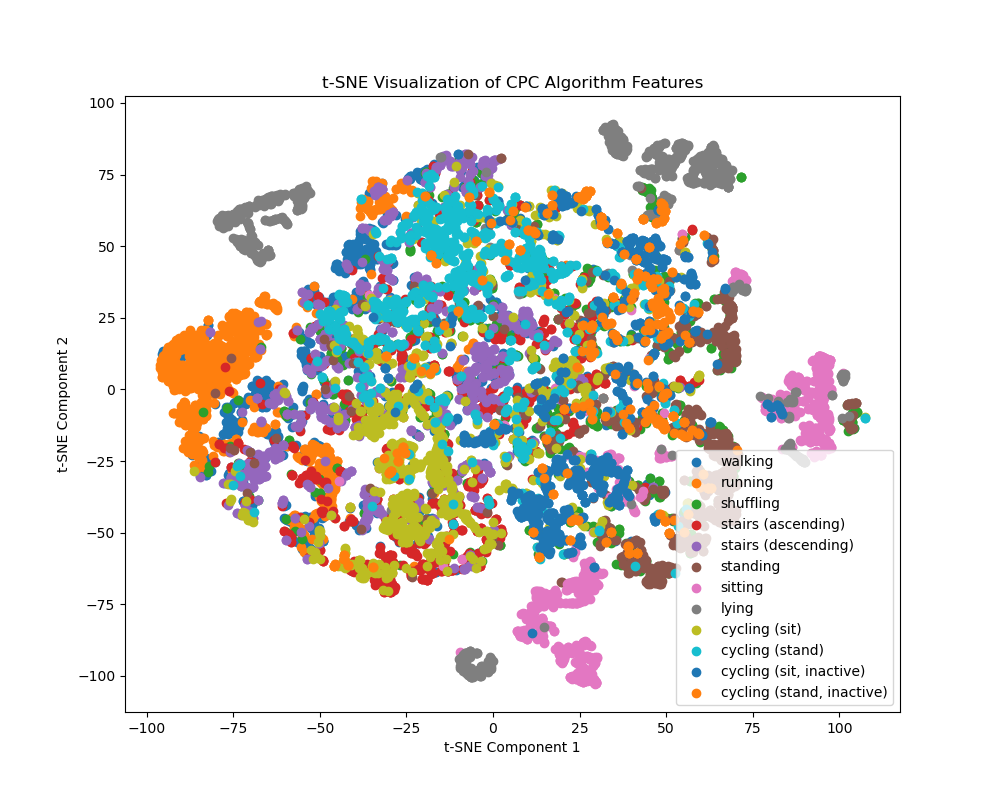 t-SNE Visualization of CPC Algorithm Features
100
75
50
25
0
−25
−50
−75
−100
t-SNE Component 2
−100 −75 −50 −25 0 25 50 75 100
t-SNE Component 1
walking
running
shuffling
stairs (ascending)
stairs (descending)
standing
sitting
lying
cycling (sit)
cycling (stand)
cycling (sit, inactive)
cycling (stand, inactive)